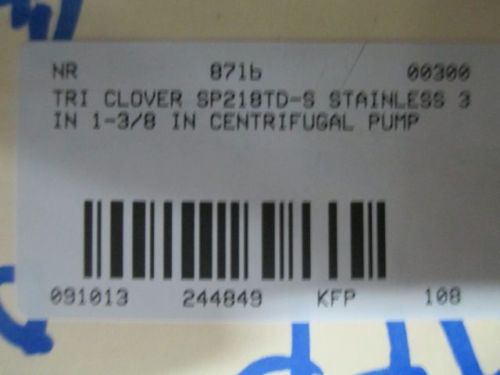 NR 871b 00300
TRI CLOVER SP218TD-S STAINLESS 3
IN 1-3/8 IN CENTRIFUGAL PUMP
091013 244849 KFP 108